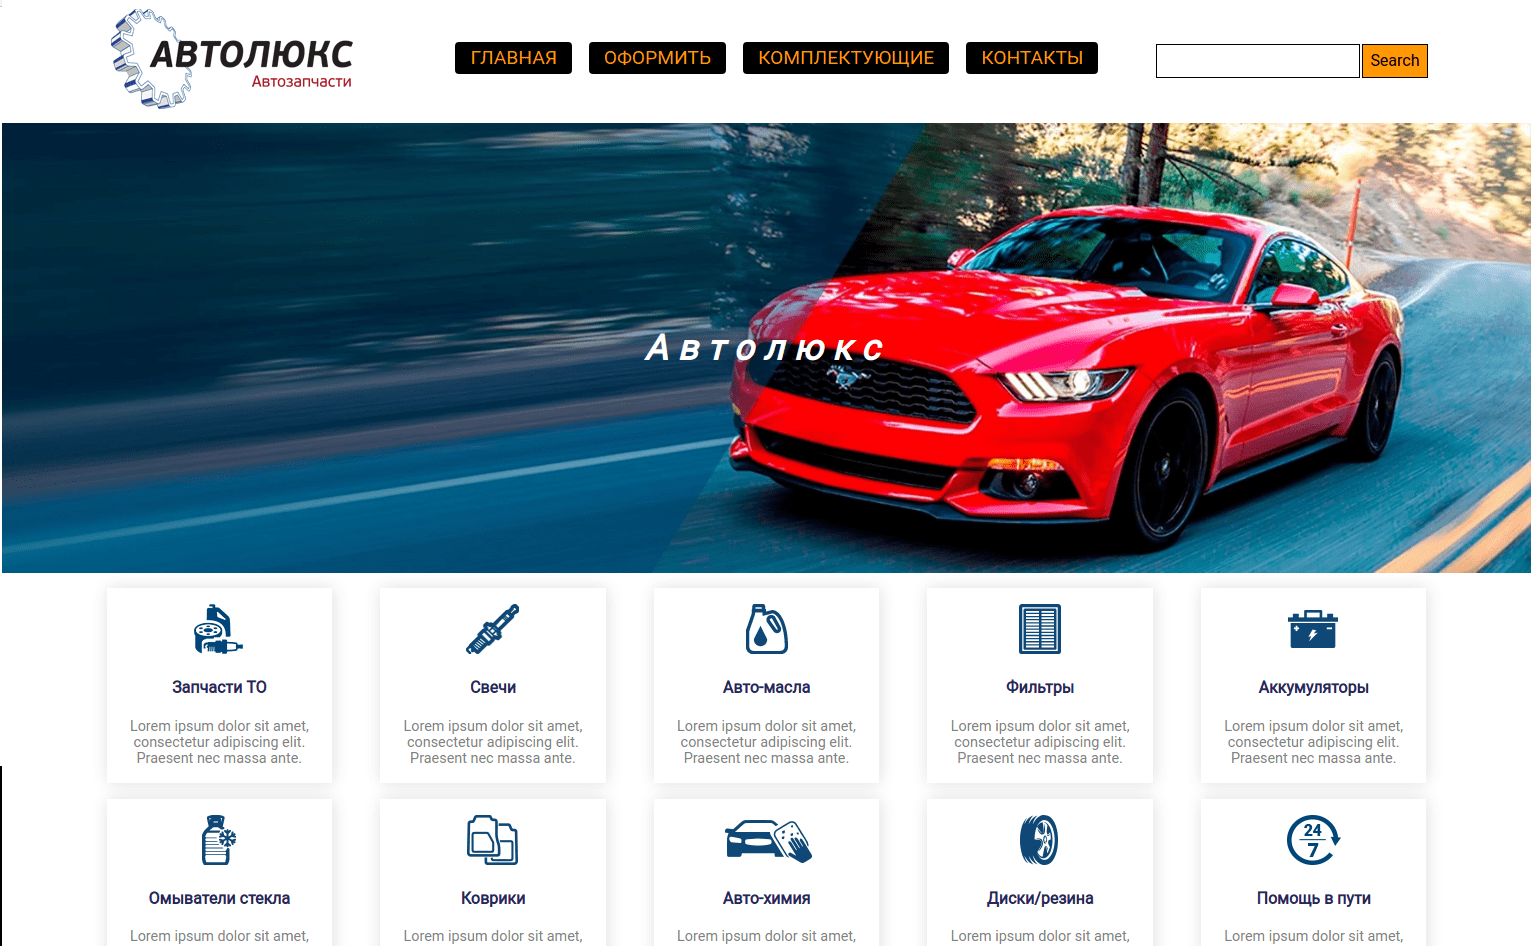 АВТОЛЮКС
Автозапчасти
ГЛАВНАЯ
ОФОРМИТЬ
КОМПЛЕКТУЮЩИЕ
КОНТАКТЫ
Search
Автолюкс
Запчасти ТО
Lorem ipsum dolor sit amet,
consectetur adipiscing elit.
Praesent nec massa ante.
Свечи
Lorem ipsum dolor sit amet,
consectetur adipiscing elit.
Praesent nec massa ante.
Авто-масла
Lorem ipsum dolor sit amet,
consectetur adipiscing elit.
Praesent nec massa ante.
Фильтры
Lorem ipsum dolor sit amet,
consectetur adipiscing elit.
Praesent nec massa ante.
Аккумуляторы
Lorem ipsum dolor sit amet,
consectetur adipiscing elit.
Praesent nec massa ante.
Омыватели стекла
Lorem ipsum dolor sit amet,
Коврики
Lorem ipsum dolor sit amet,
Авто-химия
Lorem ipsum dolor sit amet,
Диски/резина
Lorem ipsum dolor sit amet,
24
7
Помощь в пути
Lorem ipsum dolor sit amet,